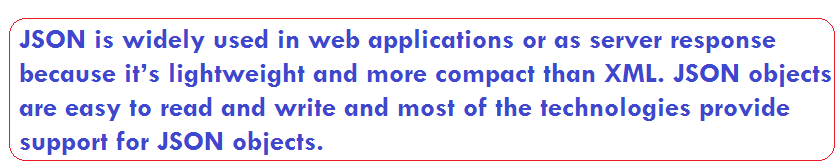 JSON is widely used in web applications or as server response
because it’s lightweight and more compact than XML. JSON objects
are easy to read and write and most of the technologies provide
support for JSON objects.